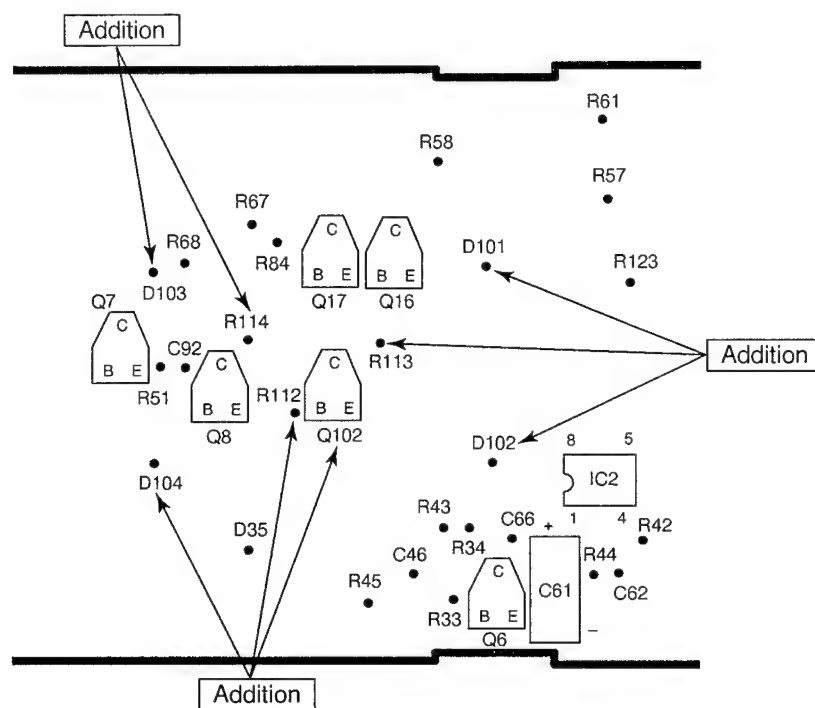 Addition
R61
R58
R57
R67
R68
R84
C
C
D101
R123
D103
B E
B E
Q7
Q17
Q16
R114
C
C92
C
R113
C
Addition
B E
R51
R112
B E
B E
Q8
Q102
D102
8
5
IC2
D104
R43
C66
1
4
R42
D35
R34
+
C46
C
R44
R45
C61
C62
R33
B E
Q6
–
Addition